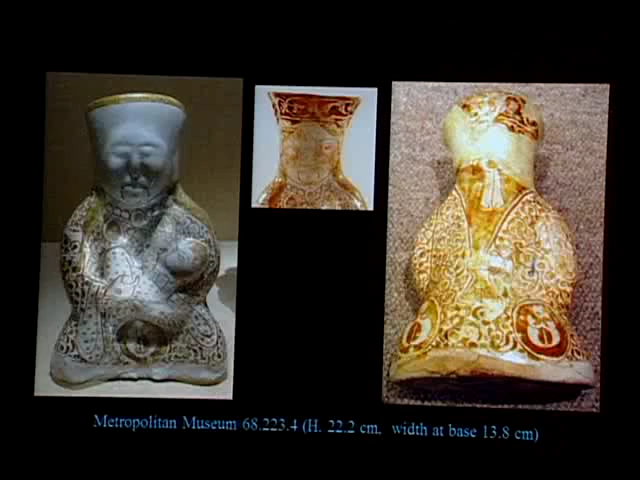 Metropolitan Museum 68.223.4 (H. 22.2 cm, width at base 13.8 cm)